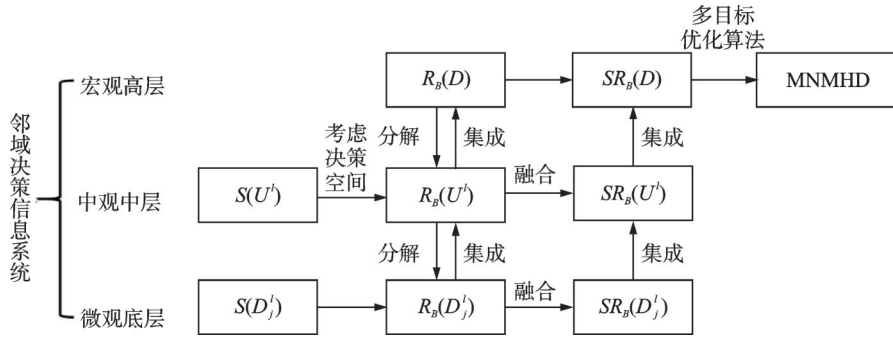 多目标
优化算法
宏观高层
R_B(D)
SR_B(D)
MNMHD
分解
集成
集成
考虑
决策
空间
邻域决策信息系统
中观中层
S(U^l)
R_B(U^l)
融合
SR_B(U^l)
分解
集成
集成
微观底层
S(D_j^l)
R_B(D_j^l)
融合
SR_B(D_j^l)